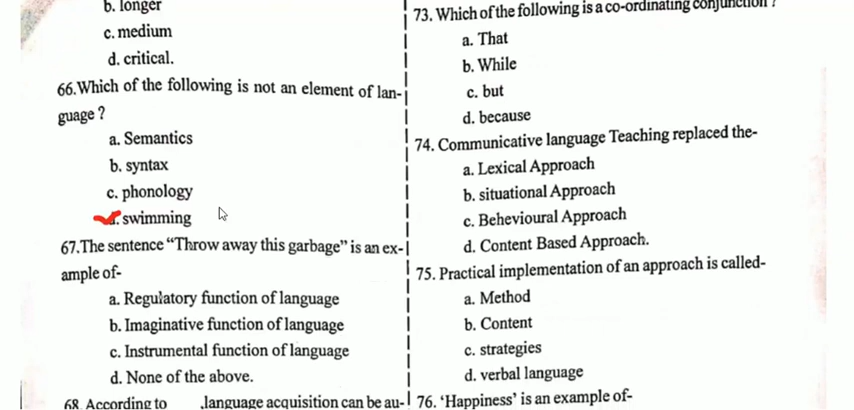 b. longer
c. medium
d. critical.
66.Which of the following is not an element of lan-
guage ?
a. Semantics
b. syntax
c. phonology
swimming
67.The sentence “Throw away this garbage” is an ex-
ample of-
a. Regulatory function of language
b. Imaginative function of language
c. Instrumental function of language
d. None of the above.
68. According to ,language acquisition can be au-
73. Which of the following is a co-ordinating conjunction ?
a. That
b. While
c. but
d. because
74. Communicative language Teaching replaced the-
a. Lexical Approach
b. situational Approach
c. Behevioural Approach
d. Content Based Approach.
75. Practical implementation of an approach is called-
a. Method
b. Content
c. strategies
d. verbal language
76. ‘Happiness’ is an example of-